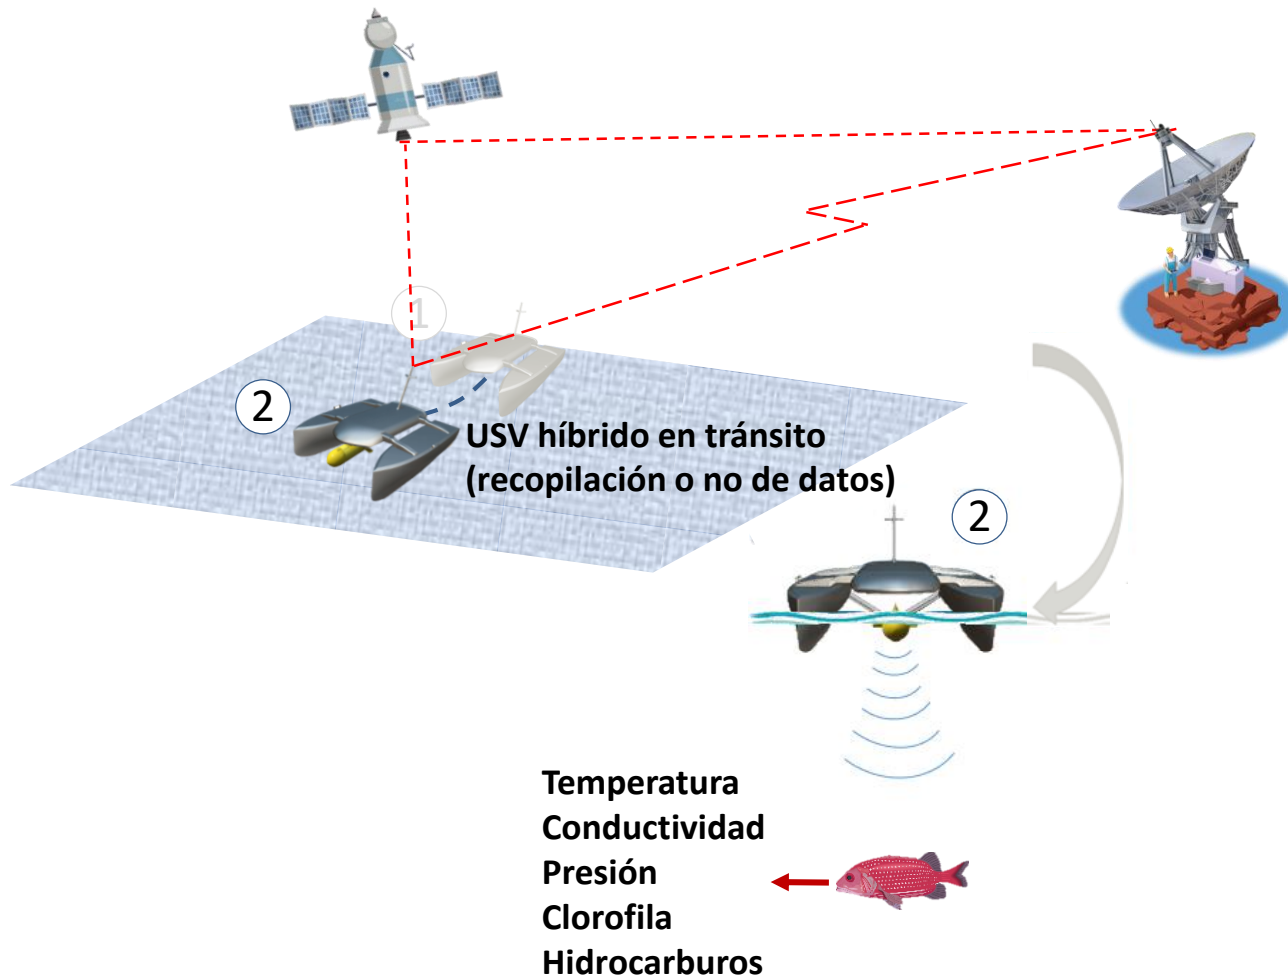 1
2
USV híbrido en tránsito
(recopilación o no de datos)
2
Temperatura
Conductividad
Presión
Clorofila
Hidrocarburos